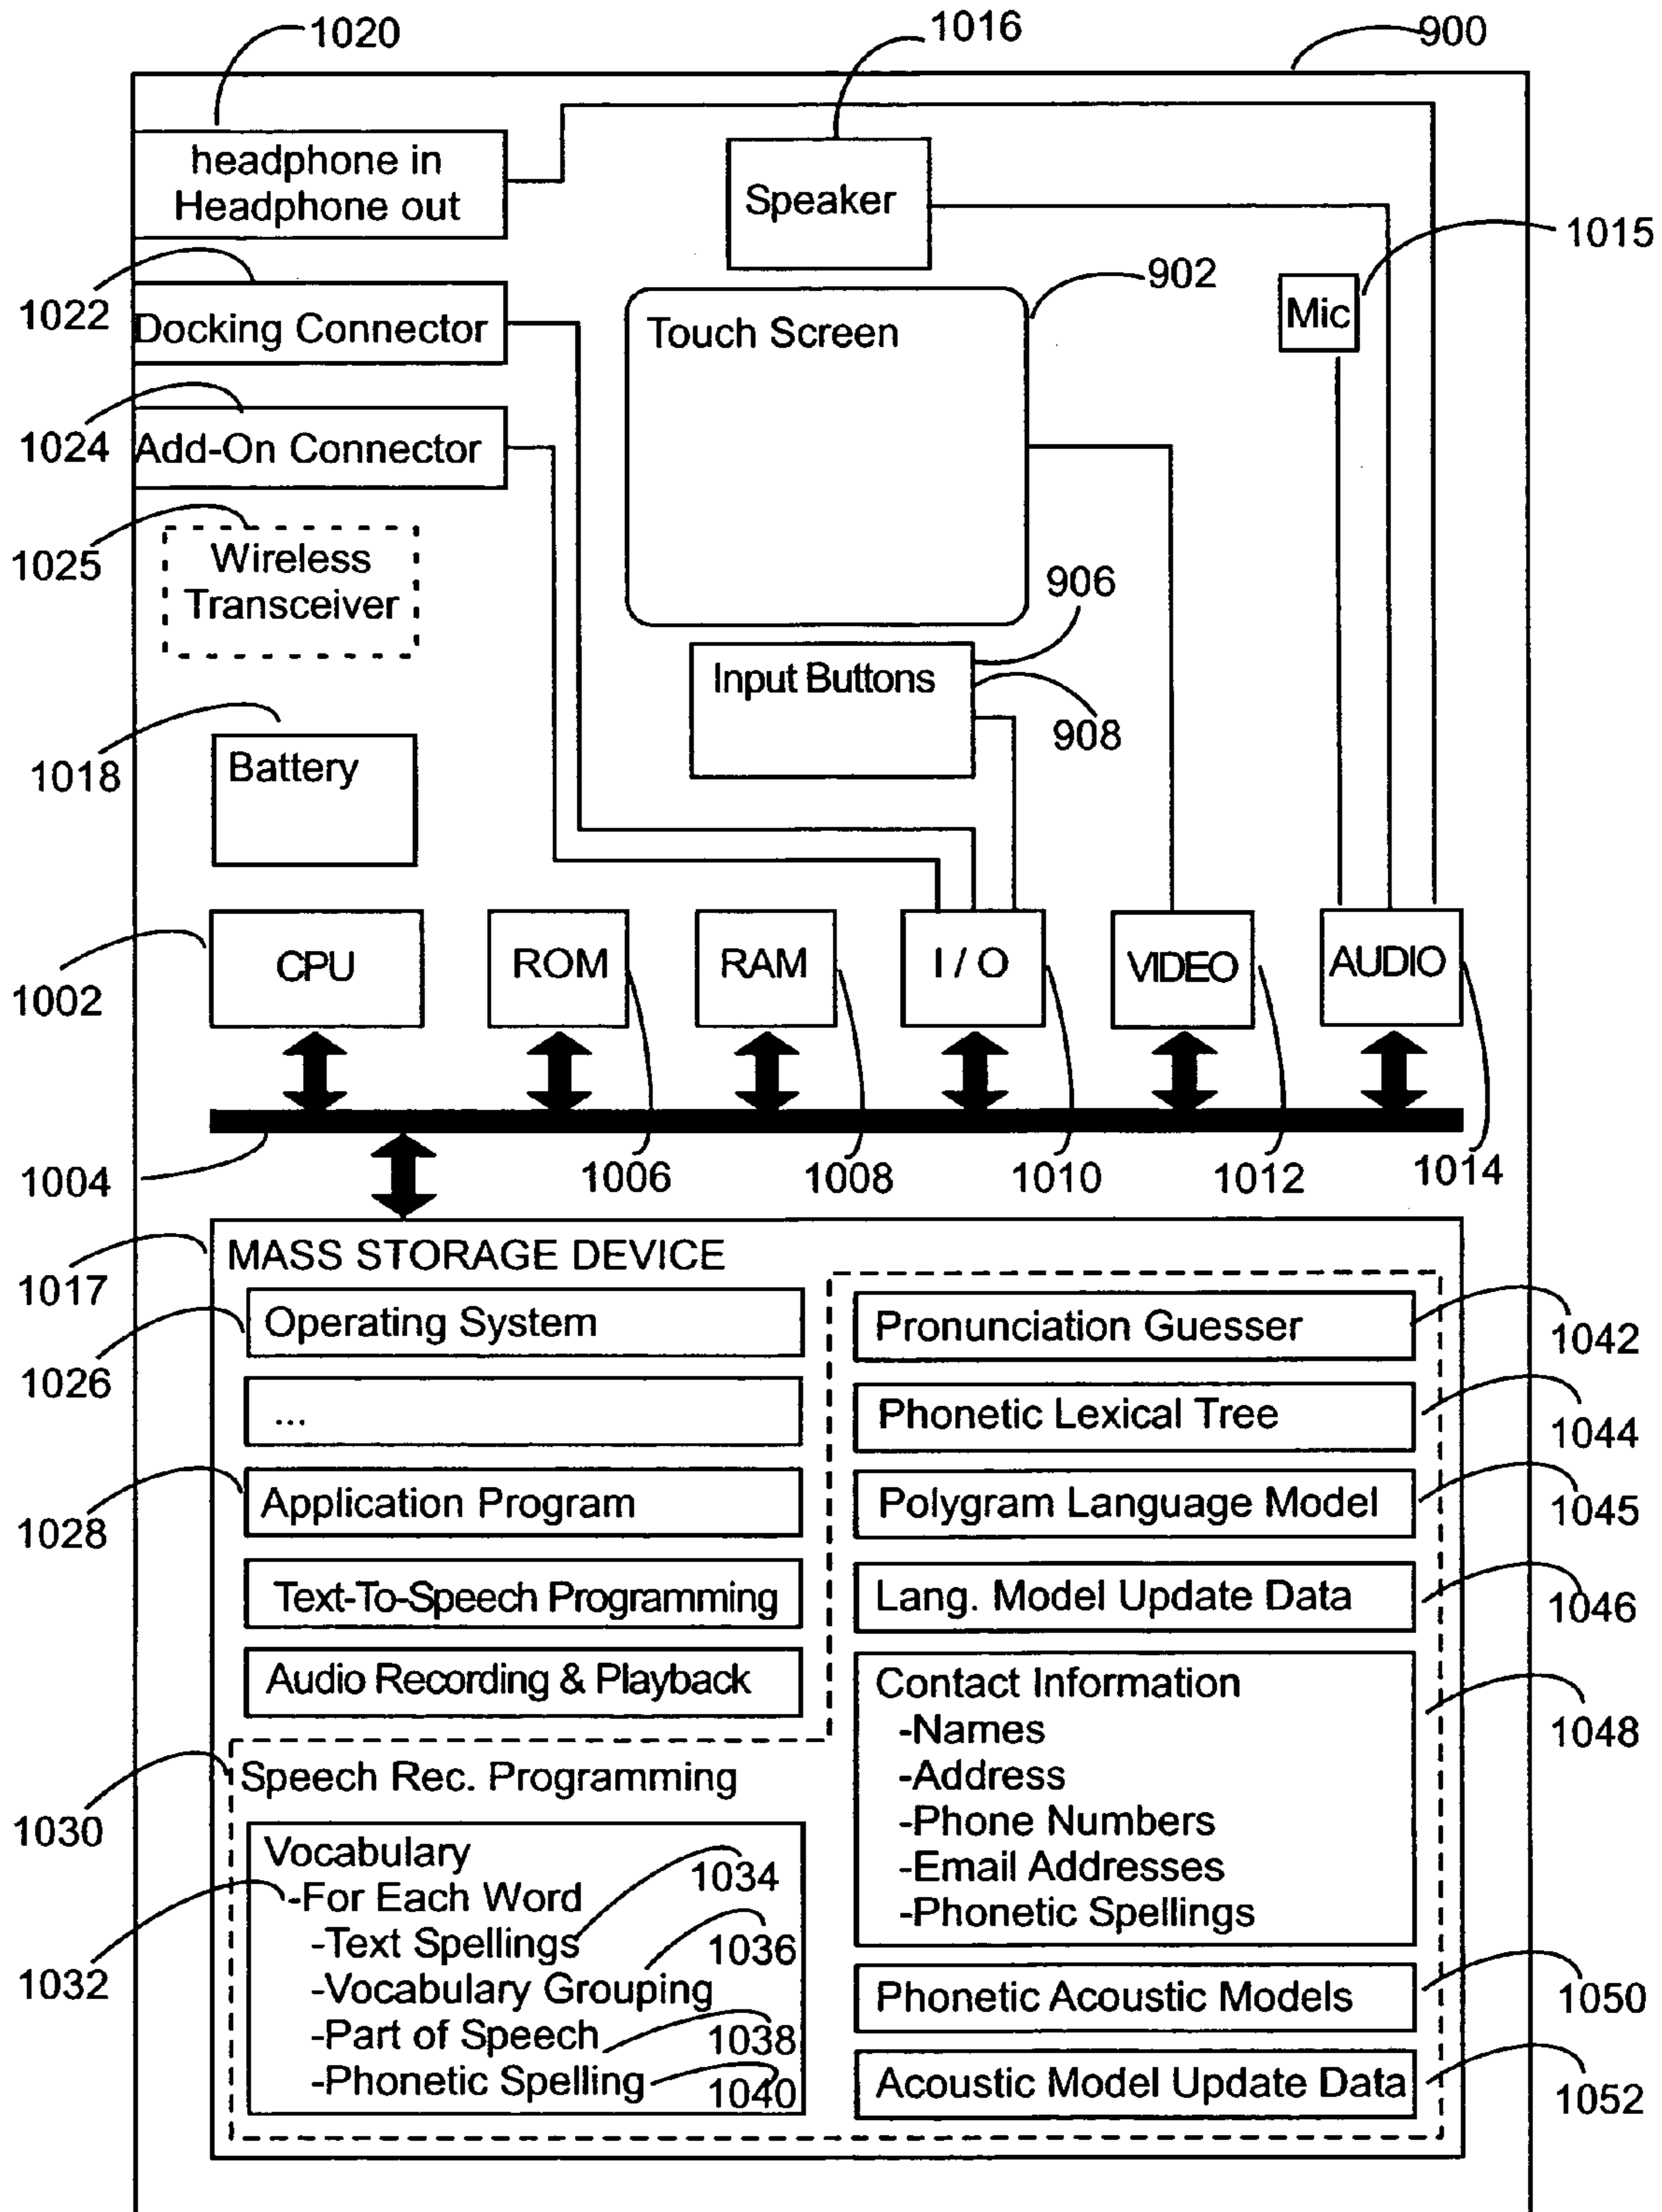 1020
1016
900
headphone in
Headphone out
Speaker
1015
1022
902
Docking Connector
Touch Screen
Mic
1024
Add-On Connector
1025
Wireless
Transceiver
906
Input Buttons
908
1018
Battery
1002
CPU
ROM
RAM
I / O
VIDEO
AUDIO
1004
1006
1008
1010
1012
1014
1017
MASS STORAGE DEVICE
1026
Operating System
...
1028
Application Program
Text-To-Speech Programming
Audio Recording & Playback
1030
Speech Rec. Programming
Vocabulary
1032
-For Each Word
1034
-Text Spellings
1036
-Vocabulary Grouping
-Part of Speech
1038
-Phonetic Spelling
1040
Pronunciation Guesser
1042
Phonetic Lexical Tree
1044
Polygram Language Model
1045
Lang. Model Update Data
1046
Contact Information
-Names
1048
-Address
-Phone Numbers
-Email Addresses
-Phonetic Spellings
Phonetic Acoustic Models
1050
Acoustic Model Update Data
1052